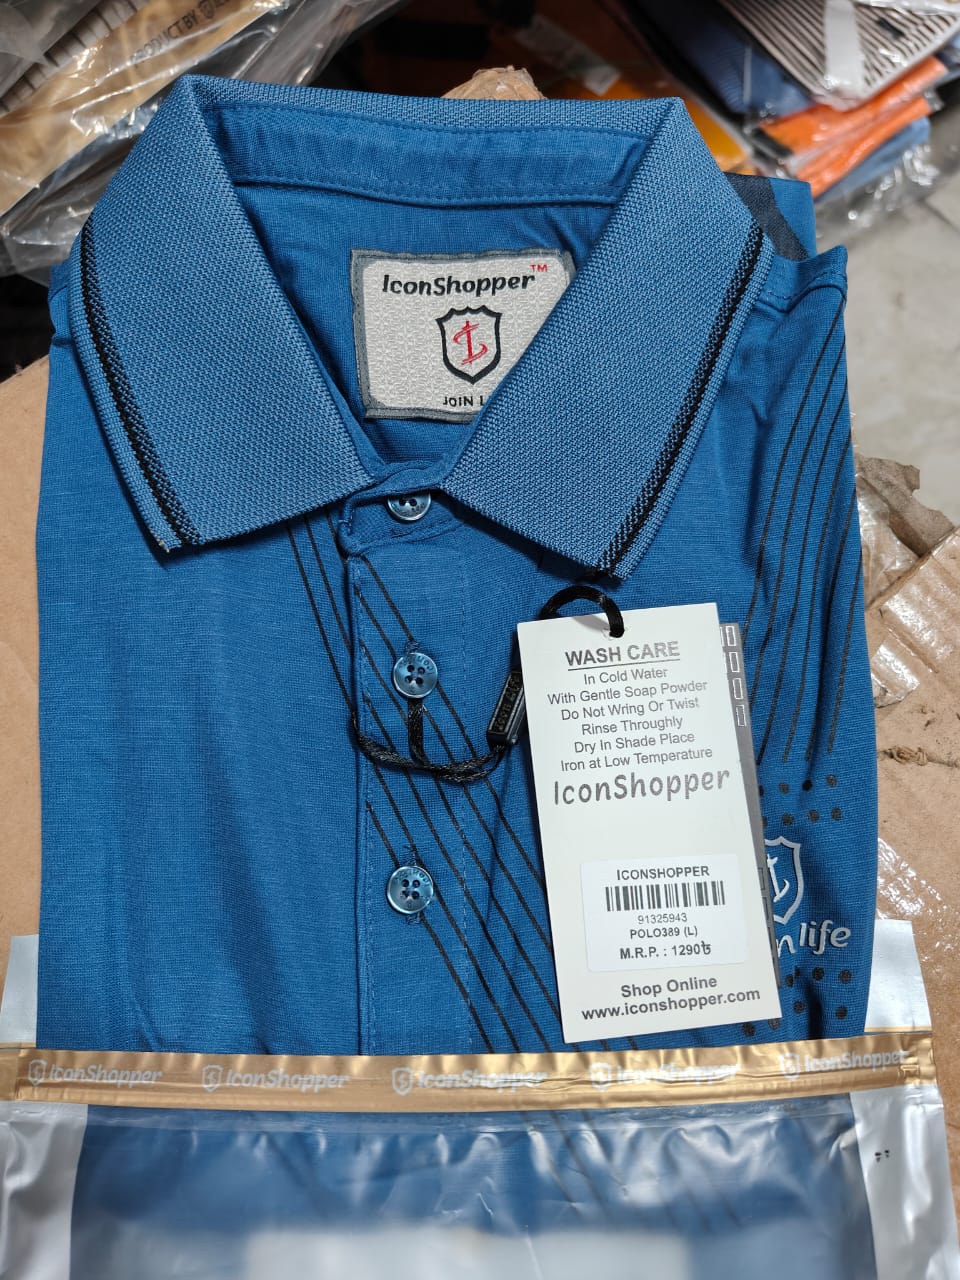 IconShopper™
JOIN
WASH CARE
In Cold Water
With Gentle Soap Powder
Do Not Wring Or Twist
Rinse Throughly
Dry In Shade Place
Iron at Low Temperature
IconShopper
ICONSHOPPER
91325943
POLO389 (L)
M.R.P. : 1290৳
Shop Online
www.iconshopper.com
life
IconShopper IconShopper IconShopper IconShopper IconShopper